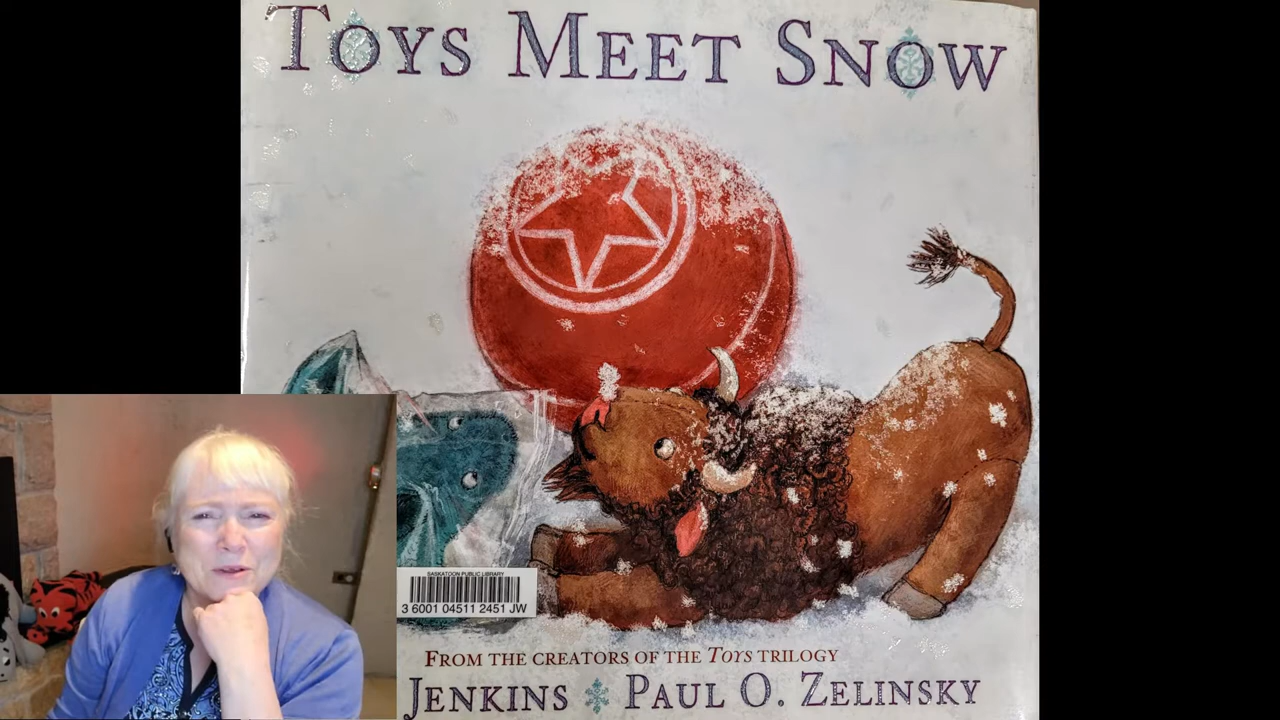 TOYS MEET SNOW
SASKATOON PUBLIC LIBRARY
3 6001 04511 2451 JW
FROM THE CREATORS OF THE Toys TRILOGY
JENKINS PAUL O. ZELINSKY